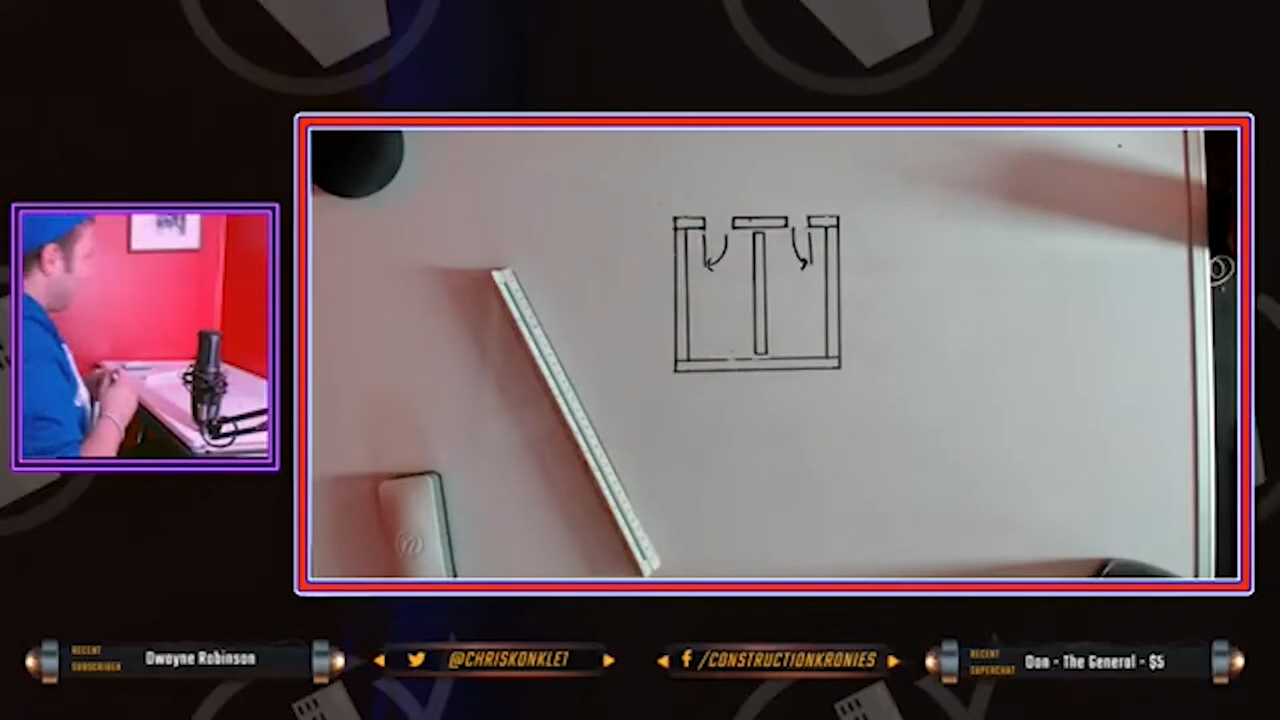 RECENT
SUBSCRIBER
Dwayne Robinson
@CHRISKONKLE1
/CONSTRUCTIONKRONIES
RECENT
SUPERCHAT
Don - The General - $5